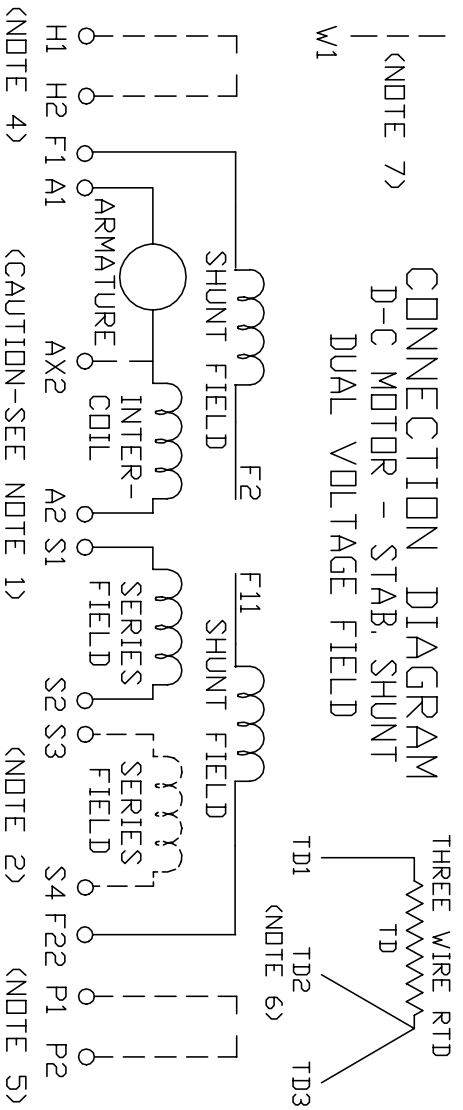 CONNECTION DIAGRAM
D-C MOTOR - STAB. SHUNT
DUAL VOLTAGE FIELD
W1
(NOTE 7)
THREE WIRE RTD
TD
TD1
TD2
TD3
(NOTE 6)
F2
F11
SHUNT FIELD
SHUNT FIELD
ARMATURE
INTER-
COIL
SERIES
FIELD
SERIES
FIELD
H1 H2 F1 A1 AX2 A2 S1 S2 S3 S4 F22 P1 P2
(NOTE 4) (CAUTION-SEE NOTE 1) (NOTE 2) (NOTE 5)